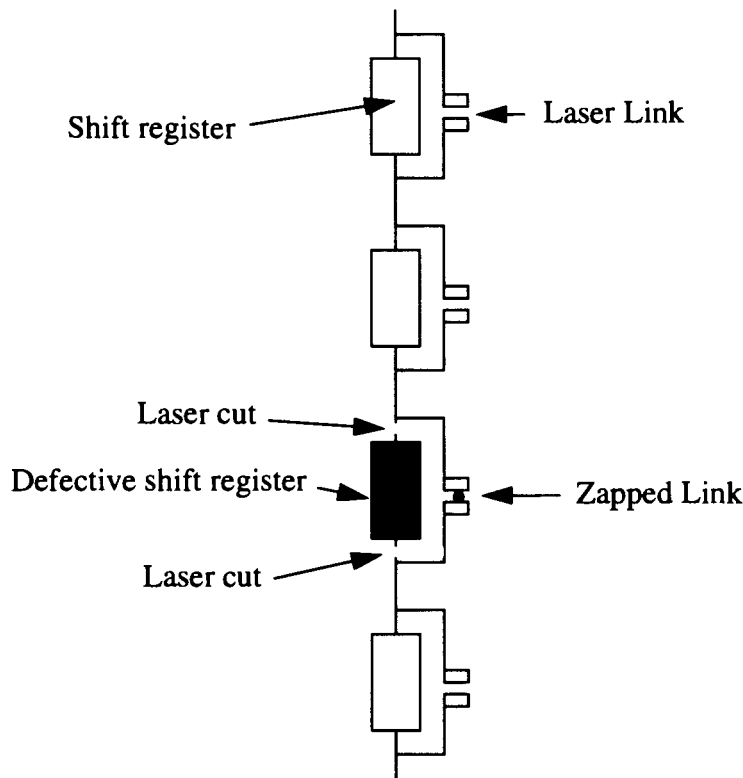 Shift register
Laser Link
Laser cut
Defective shift register
Zapped Link
Laser cut